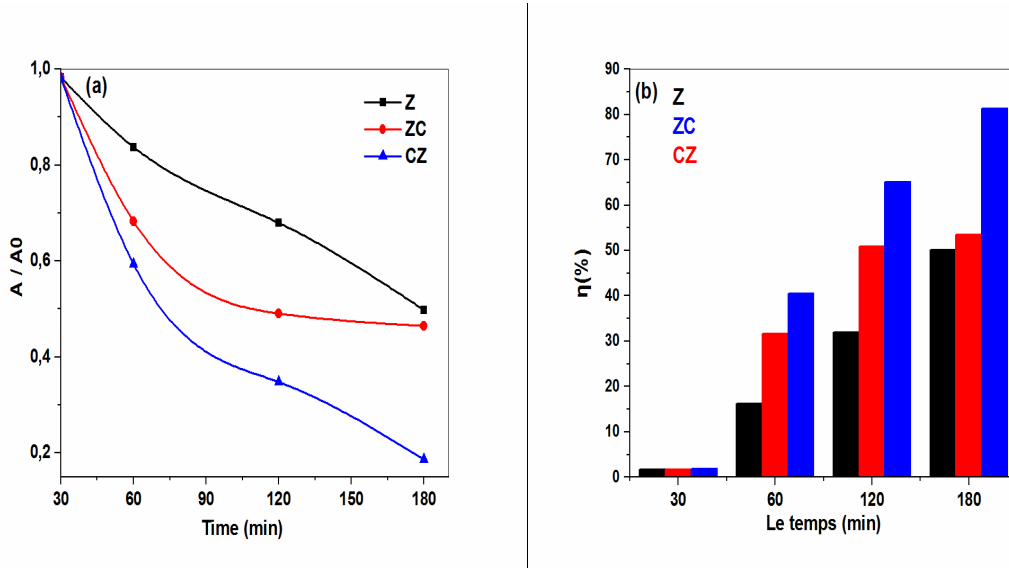 (a)
Z
ZC
CZ
1,0
0,8
0,6
0,4
0,2
A / A0
30 60 90 120 150 180
Time (min)
(b)
Z
ZC
CZ
90
80
70
60
50
40
30
20
10
0
η(%)
30 60 120 180
Le temps (min)